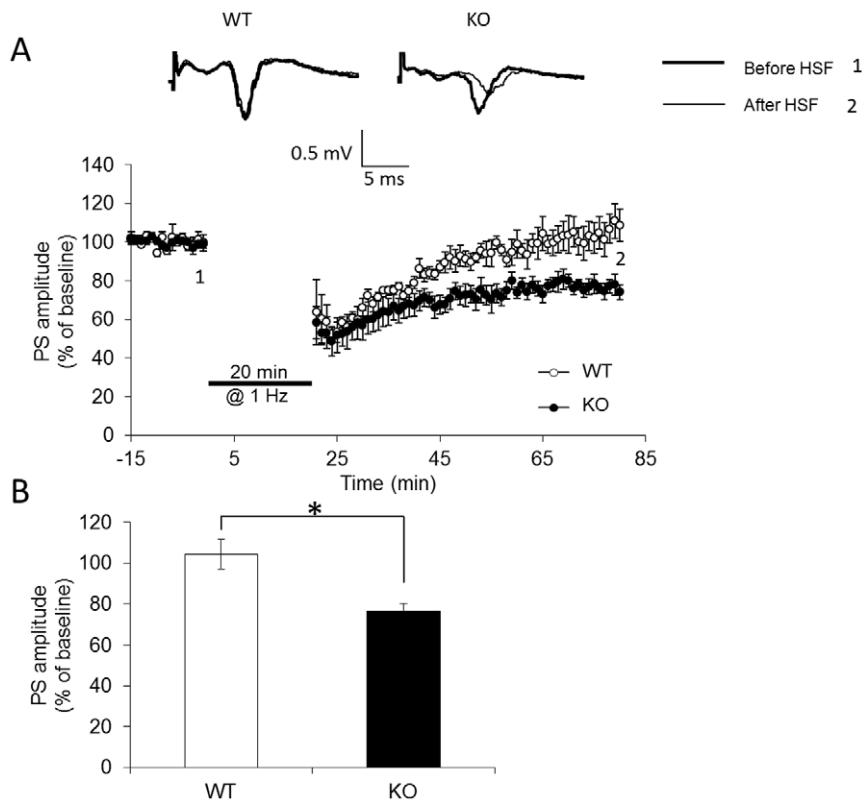 WT KO
A
Before HSF 1
After HSF 2
0.5 mV
5 ms
PS amplitude
(% of baseline)
140
120
100
80
60
40
20
0
1
2
20 min
@ 1 Hz
WT
KO
-15 5 25 45 65 85
Time (min)
B
*
PS amplitude
(% of baseline)
120
100
80
60
40
20
0
WT KO